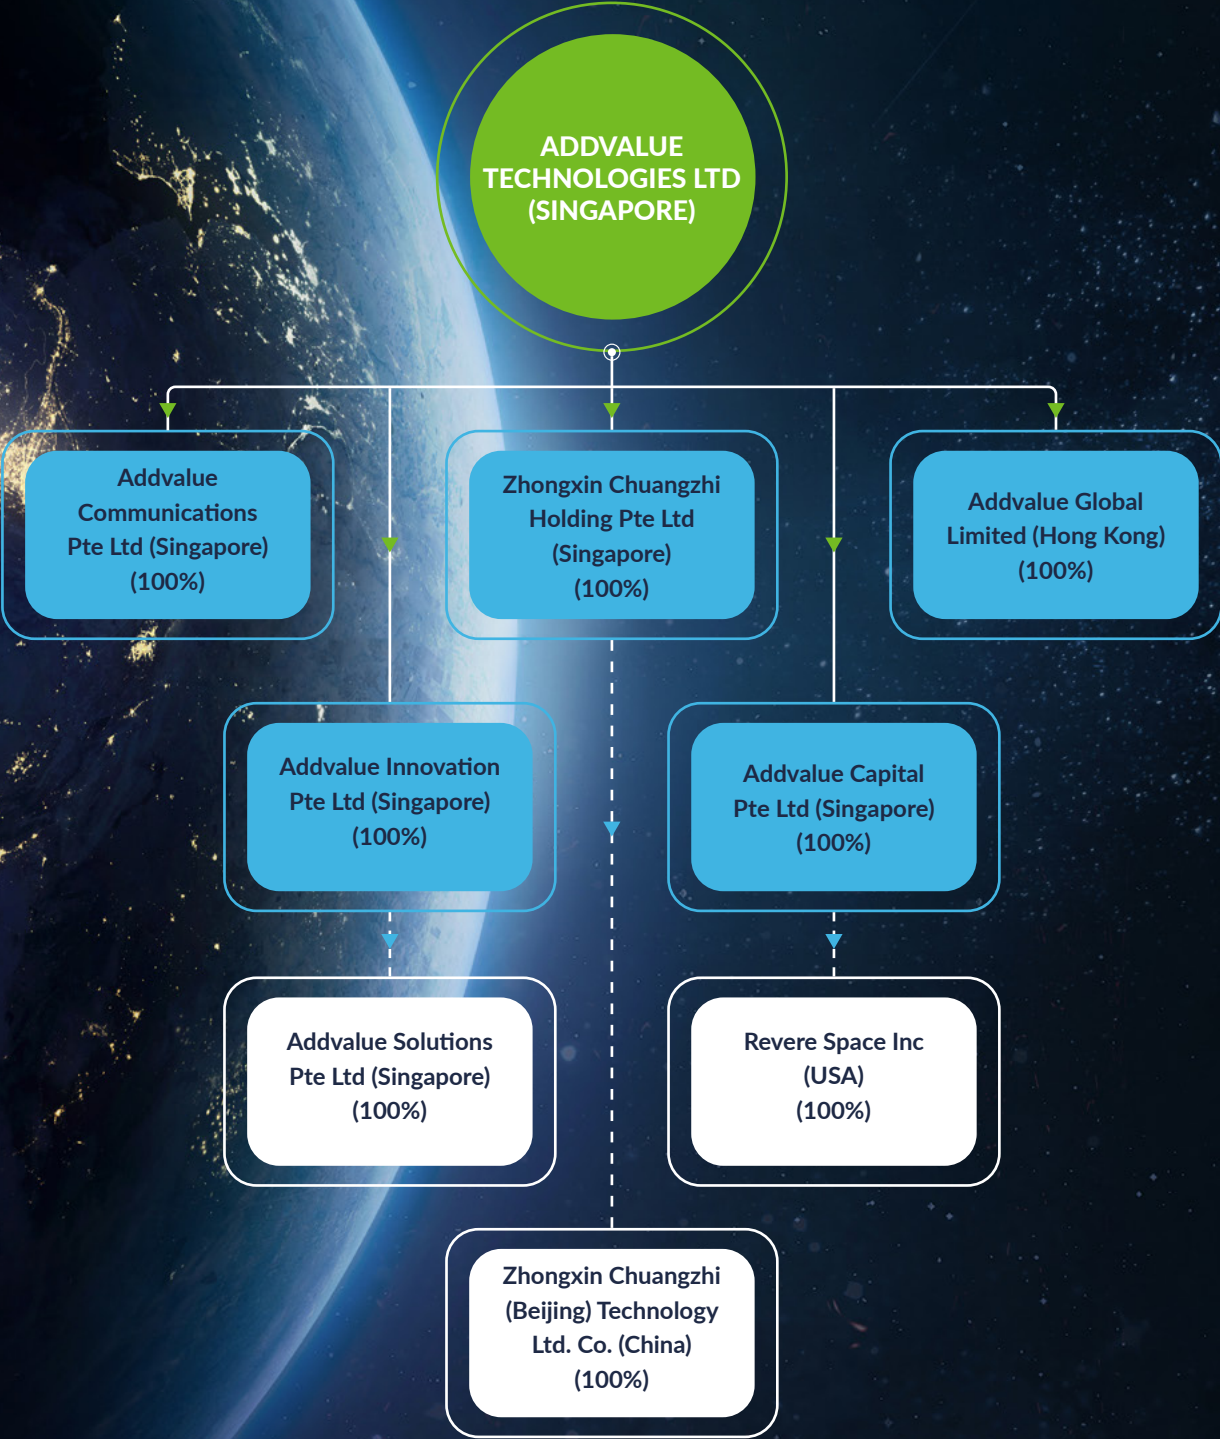 ADDVALUE
TECHNOLOGIES LTD
(SINGAPORE)
Addvalue
Communications
Pte Ltd (Singapore)
(100%)
Zhongxin Chuangzhi
Holding Pte Ltd
(Singapore)
(100%)
Addvalue Global
Limited (Hong Kong)
(100%)
Addvalue Innovation
Pte Ltd (Singapore)
(100%)
Addvalue Capital
Pte Ltd (Singapore)
(100%)
Addvalue Solutions
Pte Ltd (Singapore)
(100%)
Revere Space Inc
(USA)
(100%)
Zhongxin Chuangzhi
(Beijing) Technology
Ltd. Co. (China)
(100%)